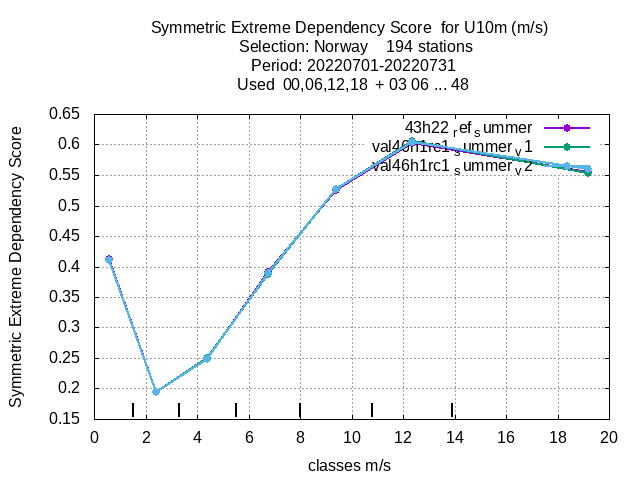 Symmetric Extreme Dependency Score for U10m (m/s)
Selection: Norway 194 stations
Period: 20220701-20220731
Used 00,06,12,18 + 03 06 ... 48
0.65
0.6
0.55
0.5
0.45
0.4
0.35
0.3
0.25
0.2
0.15
Symmetric Extreme Dependency Score
43h22 ref summer
val46h1rc1 summer v1
val46h1rc1 summer v2
0 2 4 6 8 10 12 14 16 18 20
classes m/s